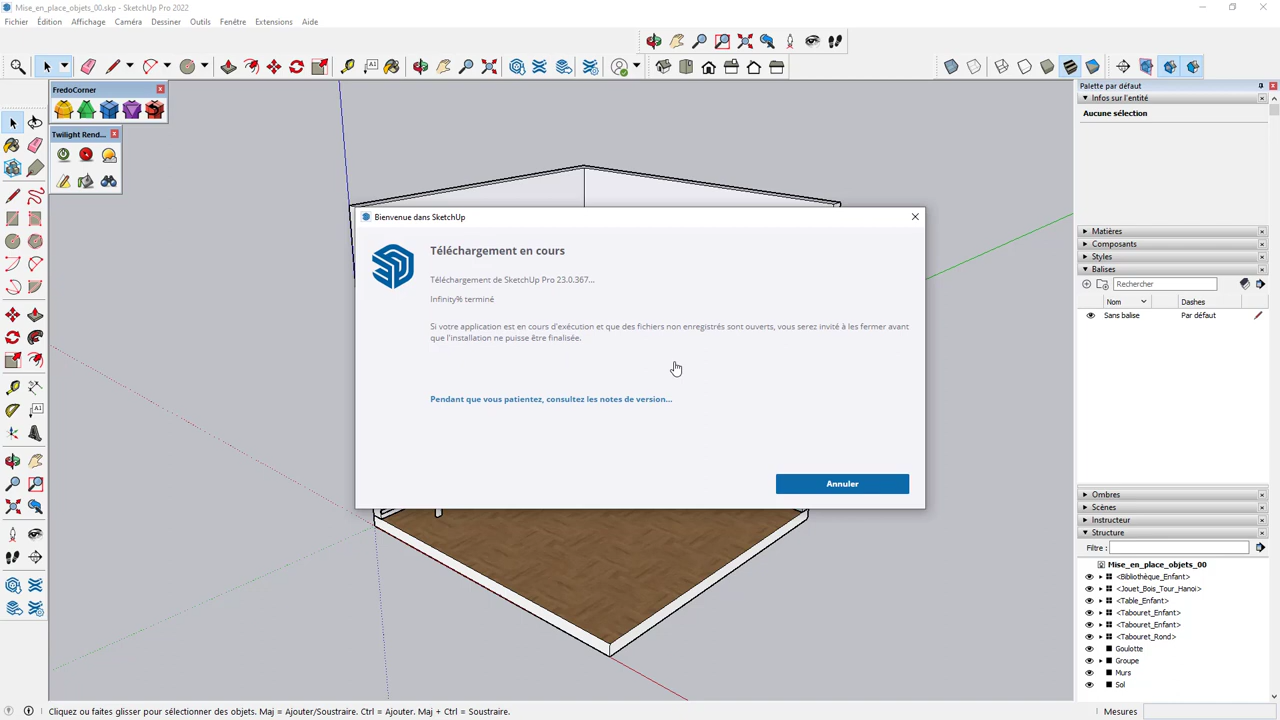 Mise_en_place_objets_00.skp - SketchUp Pro 2022
Fichier Édition Affichage Caméra Dessiner Outils Fenêtre Extensions Aide
FredoCorner
Twilight Rend...
Bienvenue dans SketchUp
Téléchargement en cours
Téléchargement de SketchUp Pro 23.0.367...
Infinity% terminé
Si votre application est en cours d'exécution et que des fichiers non enregistrés sont ouverts, vous serez invité à les fermer avant
que l'installation ne puisse être finalisée.
Pendant que vous patientez, consultez les notes de version...
Annuler
Palette par défaut
Infos sur l'entité
Aucune sélection
Matières
Composants
Styles
Balises
Rechercher
Nom Dashes
Sans balise Par défaut
Ombres
Scènes
Instructeur
Structure
Filtre :
Mise_en_place_objets_00
<Bibliothèque_Enfant>
<Jouet_Bois_Tour_Hanoi>
<Table_Enfant>
<Tabouret_Enfant>
<Tabouret_Enfant>
<Tabouret_Rond>
Goulotte
Groupe
Murs
Sol
Cliquez ou faites glisser pour sélectionner des objets. Maj = Ajouter/Soustraire. Ctrl = Ajouter. Maj + Ctrl = Soustraire.
Mesures